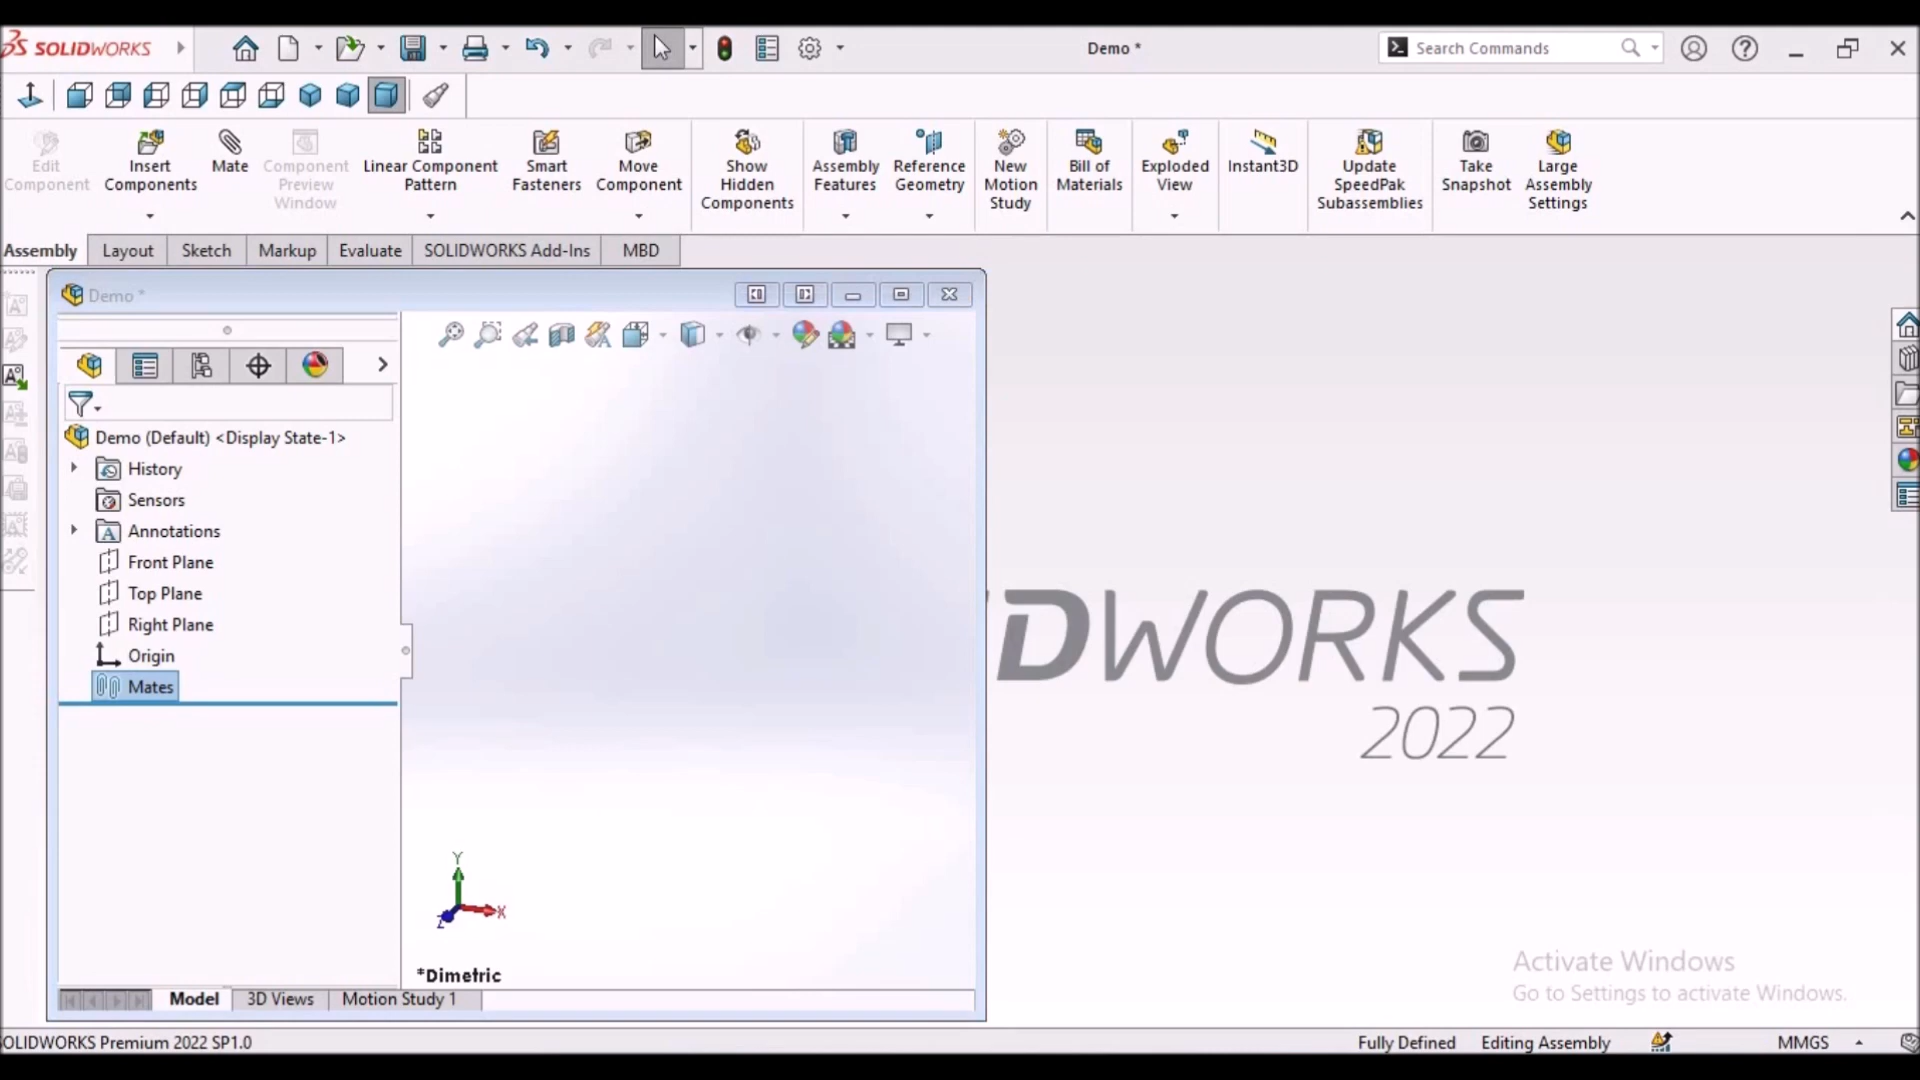 SOLIDWORKS
Demo *
Search Commands
Edit
Component
Insert
Components
Mate
Component
Preview
Window
Linear Component
Pattern
Smart
Fasteners
Move
Component
Show
Hidden
Components
Assembly
Features
Reference
Geometry
New
Motion
Study
Bill of
Materials
Exploded
View
Instant3D
Update
SpeedPak
Subassemblies
Take
Snapshot
Large
Assembly
Settings
Assembly
Layout
Sketch
Markup
Evaluate
SOLIDWORKS Add-Ins
MBD
Demo *
Demo (Default) <Display State-1>
History
Sensors
Annotations
Front Plane
Top Plane
Right Plane
Origin
Mates
DWORKS
2022
Y
X
Z
*Dimetric
Activate Windows
Go to Settings to activate Windows.
Model
3D Views
Motion Study 1
OLIDWORKS Premium 2022 SP1.0
Fully Defined
Editing Assembly
MMGS